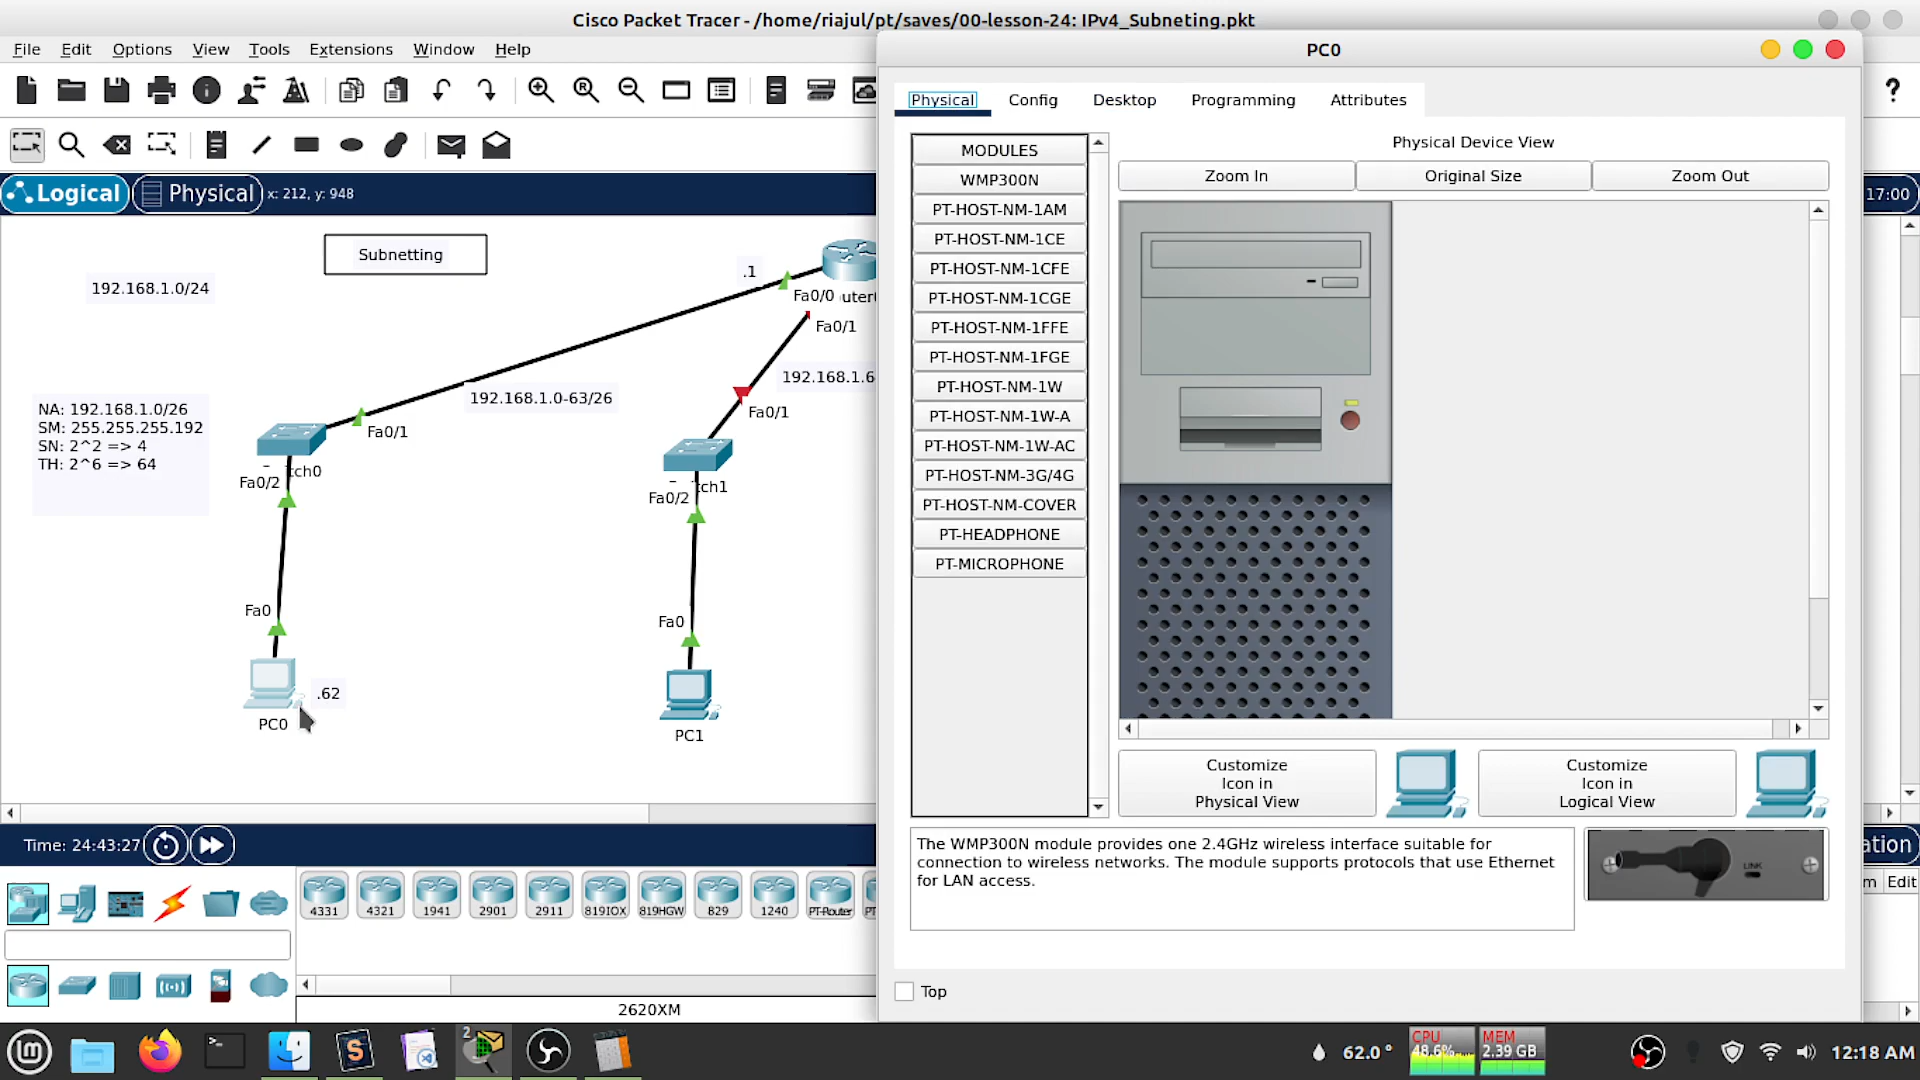 Cisco Packet Tracer - /home/riajul/pt/saves/00-lesson-24: IPv4_Subneting.pkt
File Edit Options View Tools Extensions Window Help
Logical
Physical
x: 212, y: 948
17:00
Subnetting
192.168.1.0/24
.1
Fa0/0
Fa0/1
192.168.1.6
192.168.1.0-63/26
Fa0/1
NA: 192.168.1.0/26
SM: 255.255.255.192
SN: 2^2 => 4
TH: 2^6 => 64
Fa0/1
tch0
Fa0/2
tch1
Fa0/2
Fa0
Fa0
.62
PC0
PC1
Time: 24:43:27
4331
4321
1941
2901
2911
819IOX
819HGW
829
1240
PT-Router
PT
2620XM
PC0
Physical
Config
Desktop
Programming
Attributes
MODULES
WMP300N
PT-HOST-NM-1AM
PT-HOST-NM-1CE
PT-HOST-NM-1CFE
PT-HOST-NM-1CGE
PT-HOST-NM-1FFE
PT-HOST-NM-1FGE
PT-HOST-NM-1W
PT-HOST-NM-1W-A
PT-HOST-NM-1W-AC
PT-HOST-NM-3G/4G
PT-HOST-NM-COVER
PT-HEADPHONE
PT-MICROPHONE
Physical Device View
Zoom In
Original Size
Zoom Out
Customize
Icon in
Physical View
Customize
Icon in
Logical View
The WMP300N module provides one 2.4GHz wireless interface suitable for
connection to wireless networks. The module supports protocols that use Ethernet
for LAN access.
LINK
Top
ation
m
Edit
2
62.0 °
CPU
48.6%
MEM
2.39 GB
12:18 AM